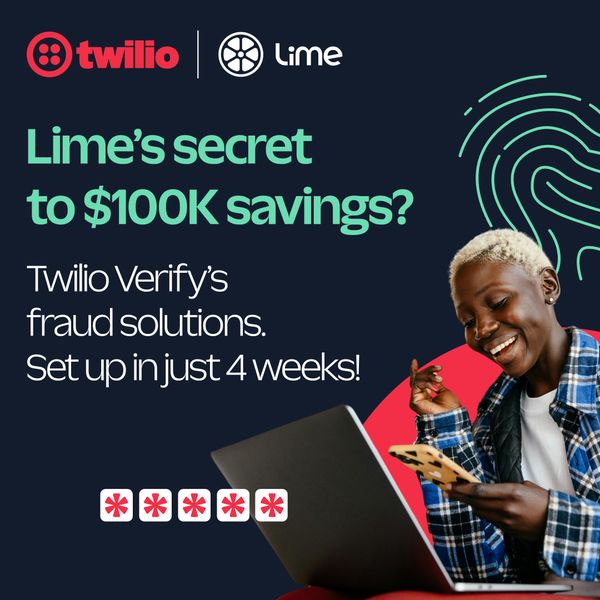 twilio
Lime
Lime's secret
to $100K savings?
Twilio Verify's
fraud solutions.
Set up in just 4 weeks!
*****